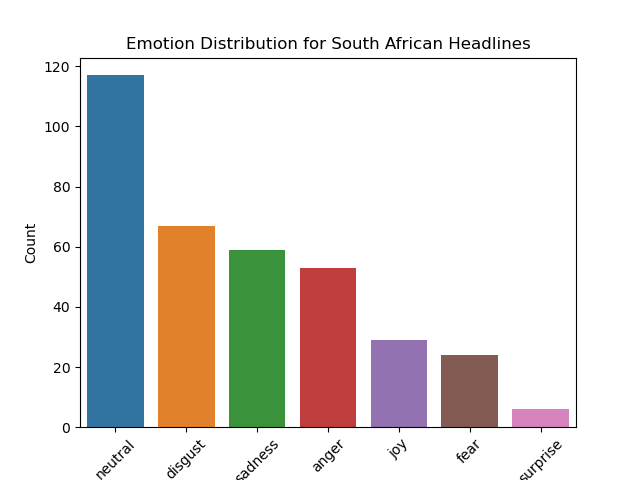 Emotion Distribution for South African Headlines
Count
120
100
80
60
40
20
0
neutral
disgust
sadness
anger
joy
fear
surprise